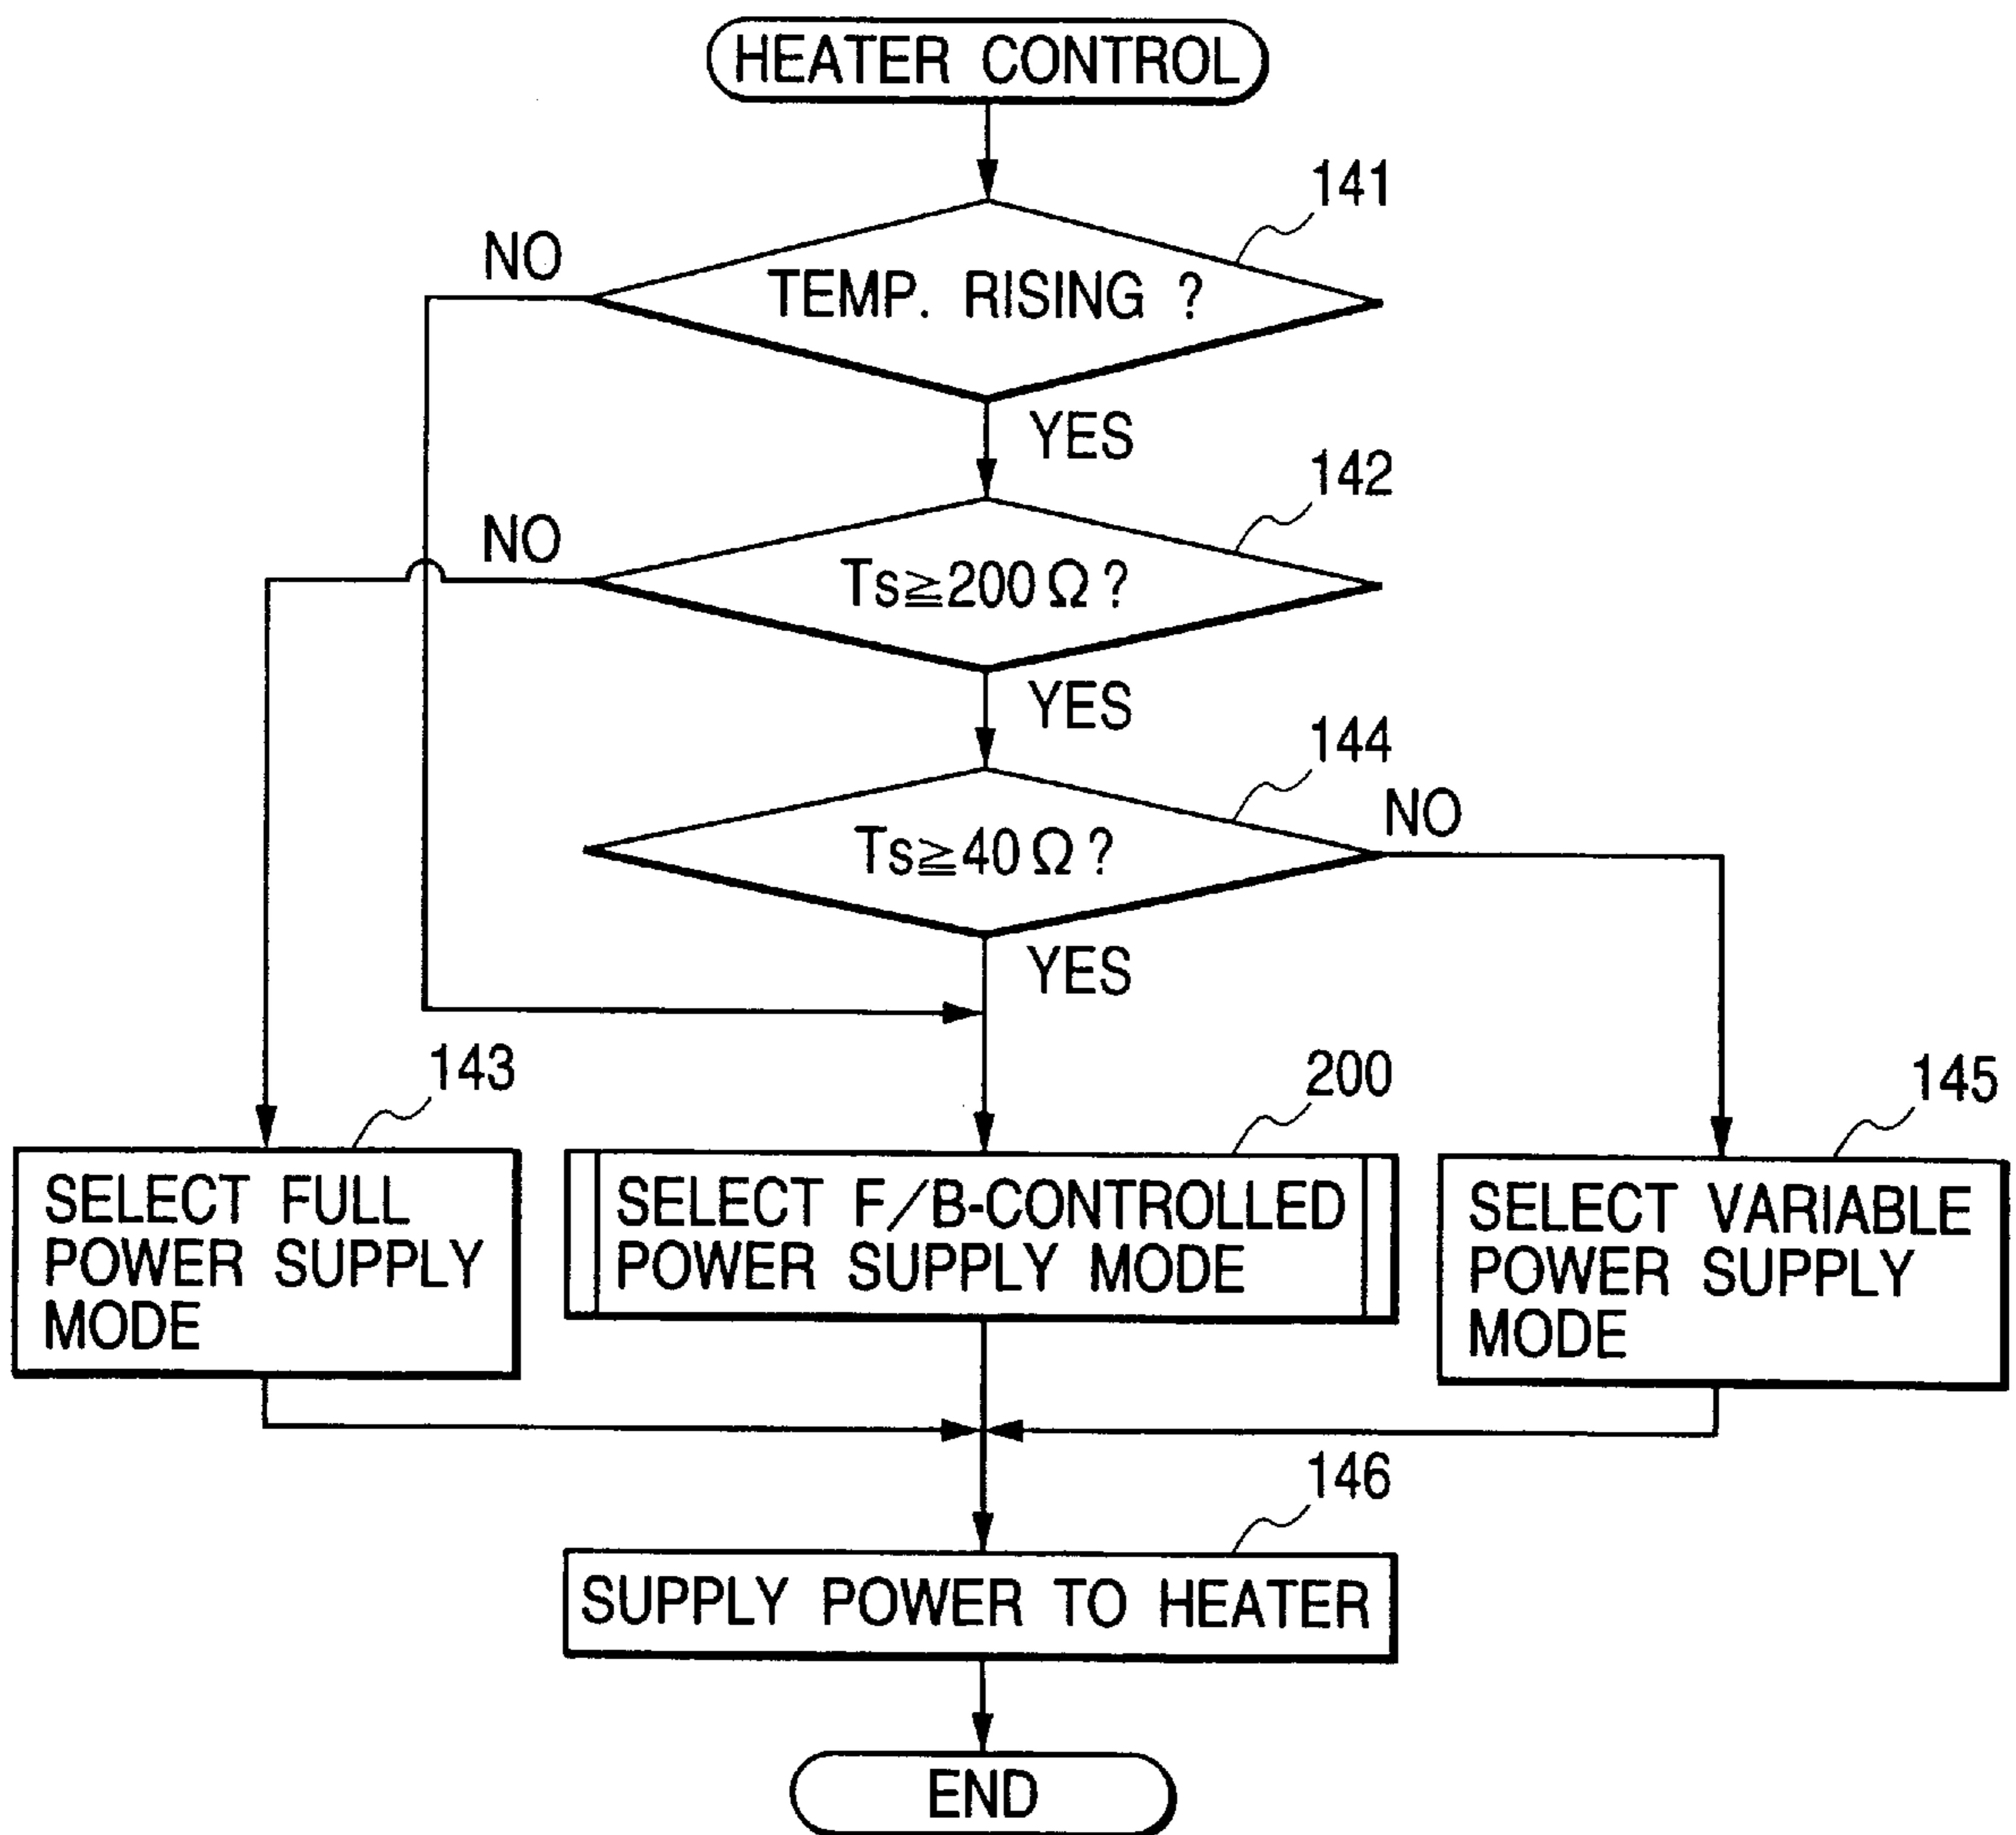 HEATER CONTROL
141
NO
TEMP. RISING ?
YES
142
NO
Ts≧200 Ω ?
YES
144
NO
Ts≧40 Ω ?
YES
143
200
145
SELECT FULL
POWER SUPPLY
MODE
SELECT F/B-CONTROLLED
POWER SUPPLY MODE
SELECT VARIABLE
POWER SUPPLY
MODE
146
SUPPLY POWER TO HEATER
END